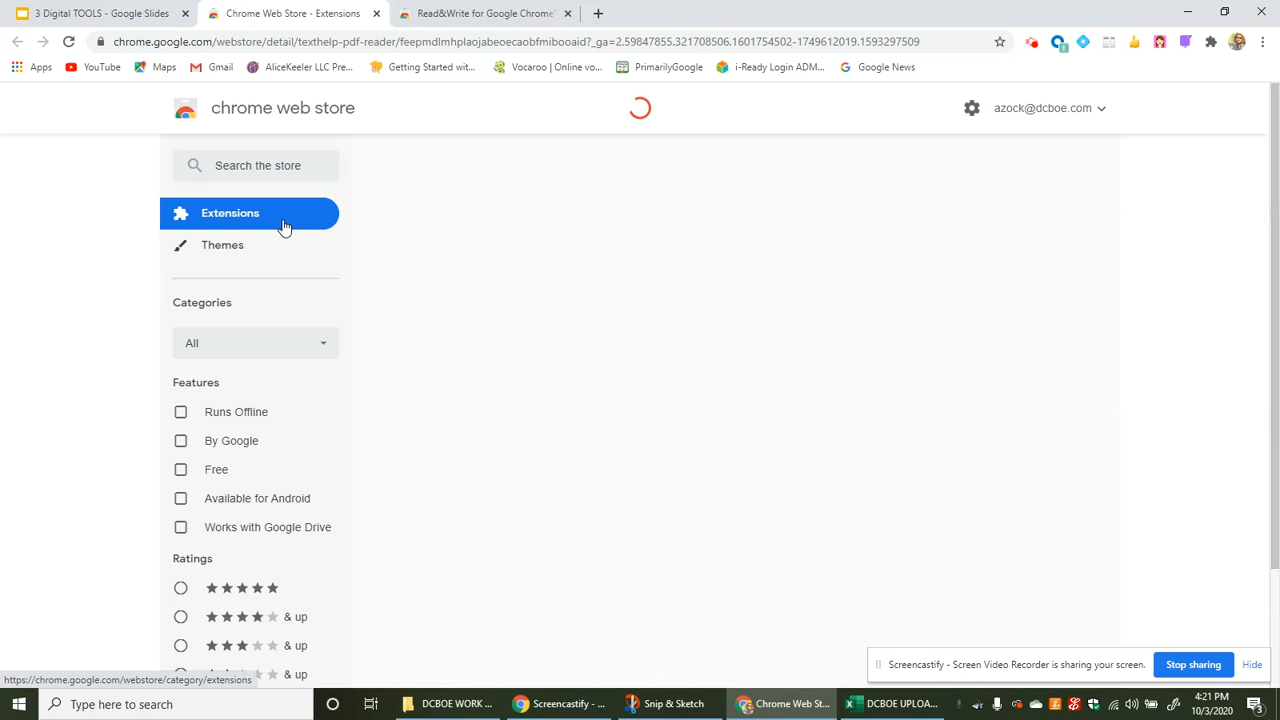 3 Digital TOOLS - Google Slides
Chrome Web Store - Extensions
Read&Write for Google Chrome™
chrome.google.com/webstore/detail/texthelp-pdf-reader/feepmdlmhplaojabeoecaobfmibooaid?_ga=2.59847855.321708506.1601754502-1749612019.1593297509
Apps YouTube Maps Gmail AliceKeeler LLC Pre... Getting Started wit... Vocaroo | Online vo... PrimarilyGoogle i-Ready Login ADM... Google News
chrome web store
azock@dcboe.com
Search the store
Extensions
Themes
Categories
All
Features
Runs Offline
By Google
Free
Available for Android
Works with Google Drive
Ratings
& up
& up
& up
Screencastify - Screen Video Recorder is sharing your screen. Stop sharing Hide
https://chrome.google.com/webstore/category/extensions
Type here to search
DCBOE WORK ...
Screencastify - ...
Snip & Sketch
Chrome Web St...
DCBOE UPLOA...
4:21 PM
10/3/2020
3